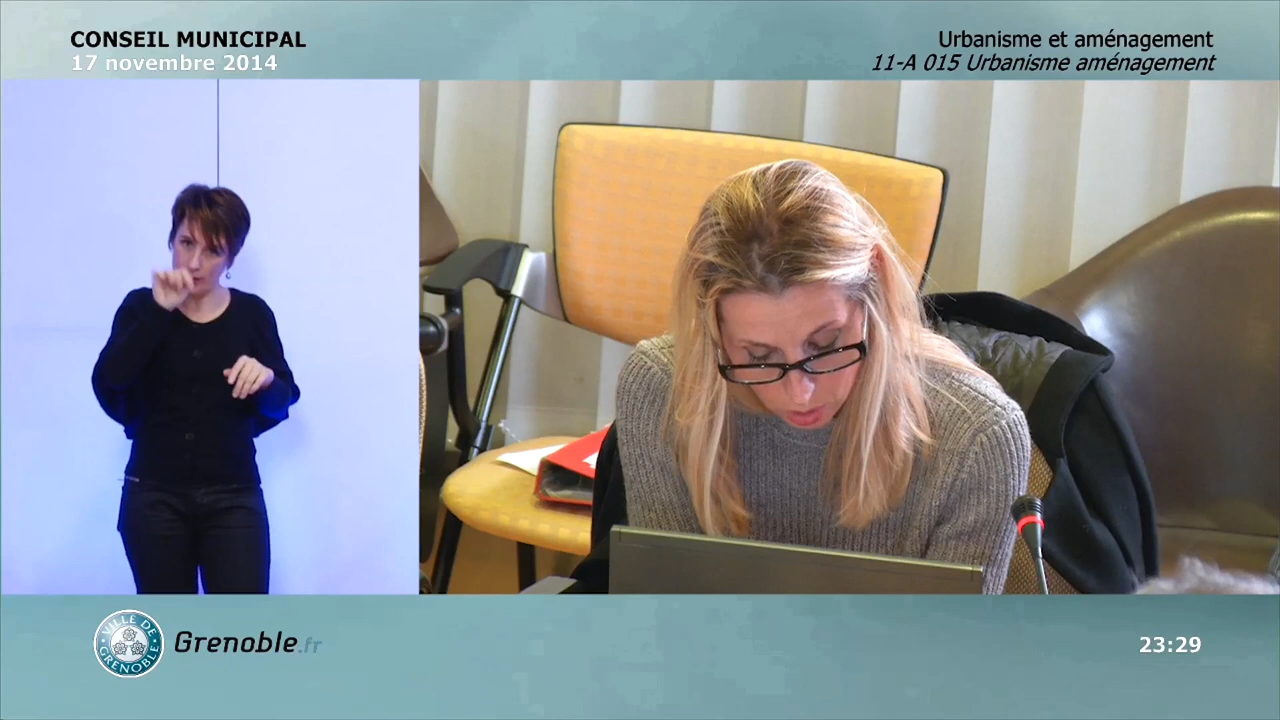 CONSEIL MUNICIPAL
17 novembre 2014
Urbanisme et aménagement
11-A 015 Urbanisme aménagement
VILLE DE GRENOBLE
Grenoble.fr
23:29